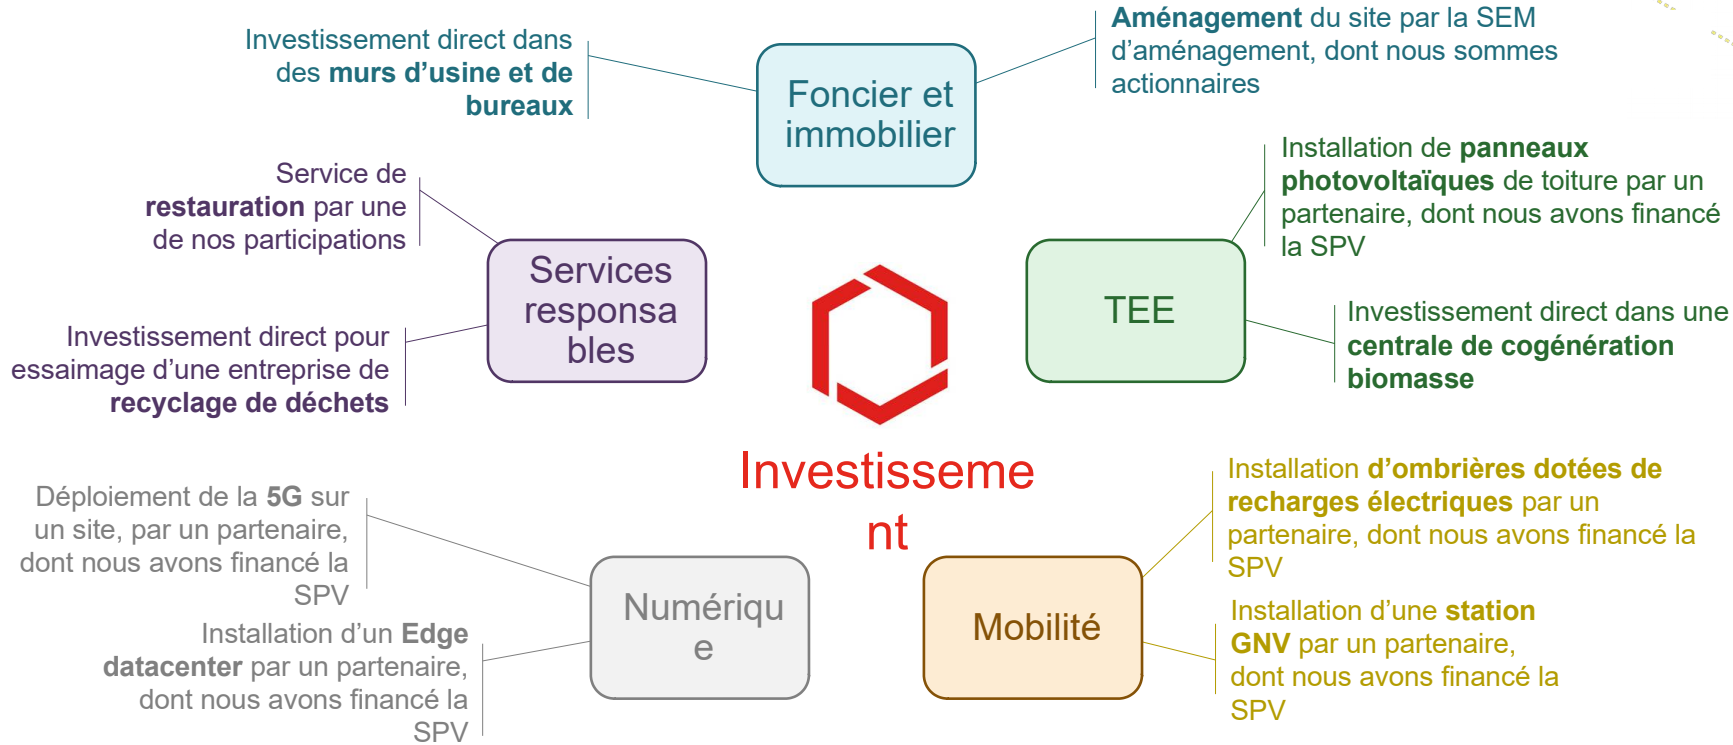 Investissement direct dans
des murs d’usine et de
bureaux
Foncier et
immobilier
Aménagement du site par la SEM
d’aménagement, dont nous sommes
actionnaires
Service de
restauration par une
de nos participations
Services
responsa
bles
Investissement direct pour
essaimage d’une entreprise de
recyclage de déchets
Installation de panneaux
photovoltaïques de toiture par un
partenaire, dont nous avons financé
la SPV
TEE
Investissement direct dans une
centrale de cogénération
biomasse
Investisseme
nt
Déploiement de la 5G sur
un site, par un partenaire,
dont nous avons financé la
SPV
Numériqu
e
Installation d’un Edge
datacenter par un partenaire,
dont nous avons financé la
SPV
Installation d’ombrières dotées de
recharges électriques par un
partenaire, dont nous avons financé la
SPV
Mobilité
Installation d’une station
GNV par un partenaire,
dont nous avons financé la
SPV